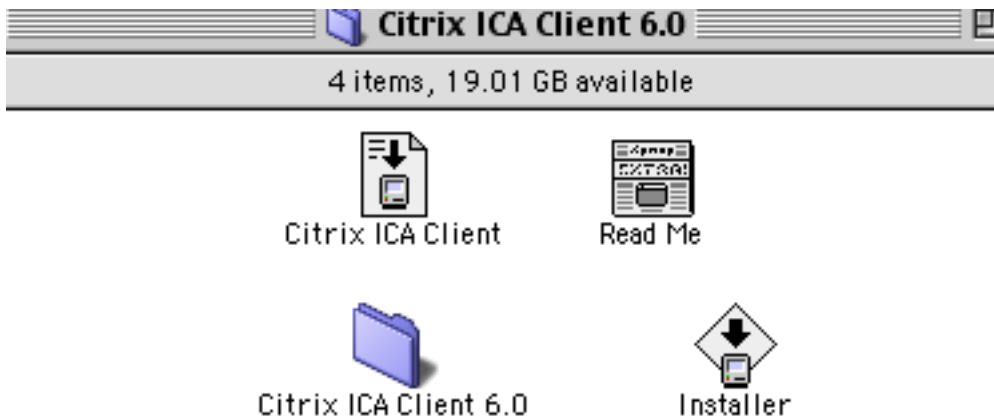 Citrix ICA Client 6.0
4 items, 19.01 GB available
Citrix ICA Client
Read Me
Citrix ICA Client 6.0
Installer